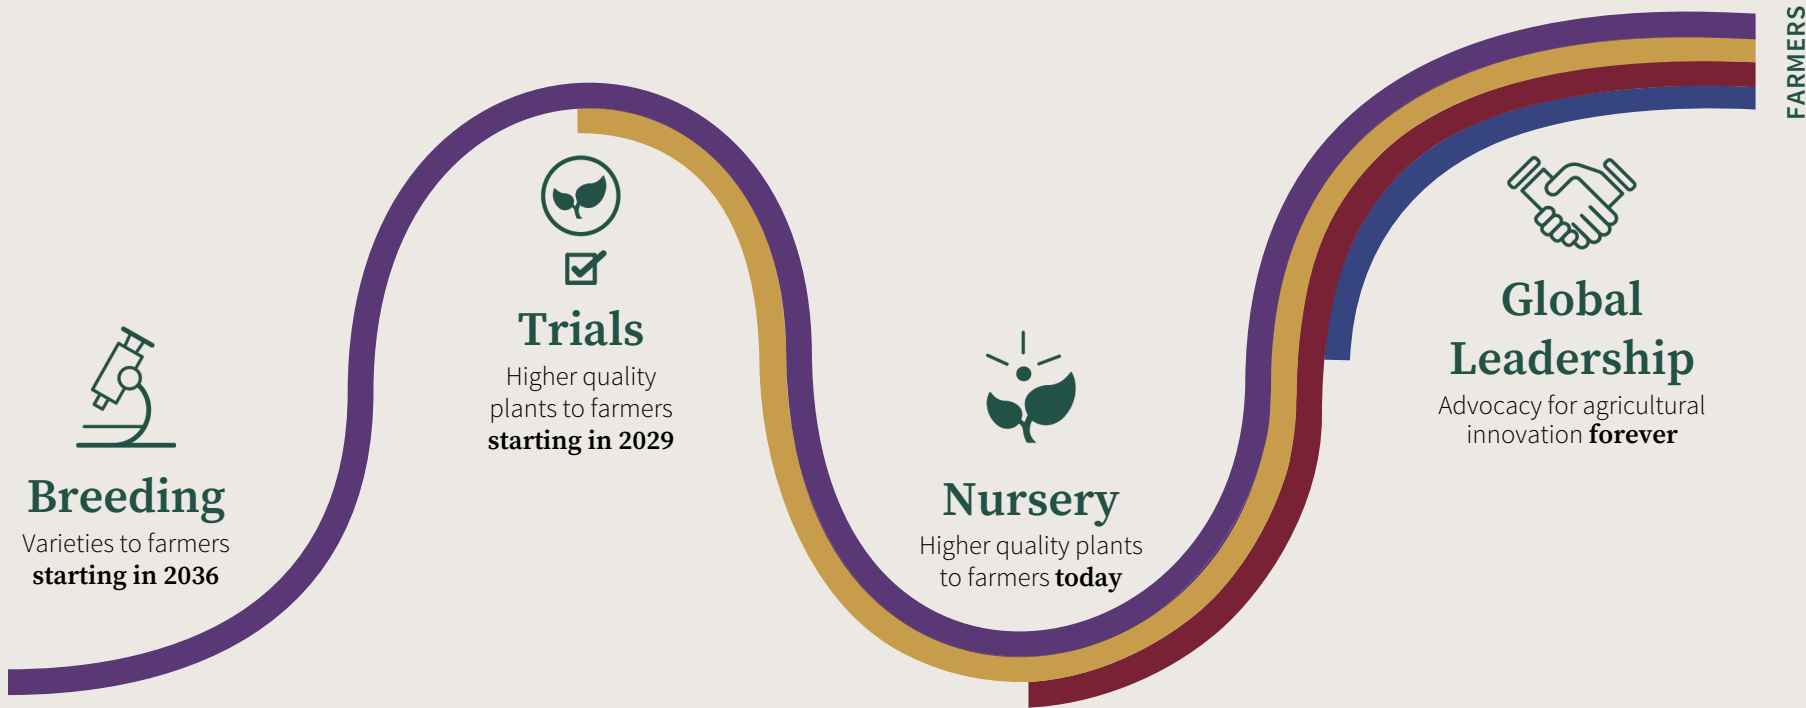 Breeding
Varieties to farmers
starting in 2036
Trials
Higher quality
plants to farmers
starting in 2029
Nursery
Higher quality plants
to farmers today
Global
Leadership
Advocacy for agricultural
innovation forever
FARMERS